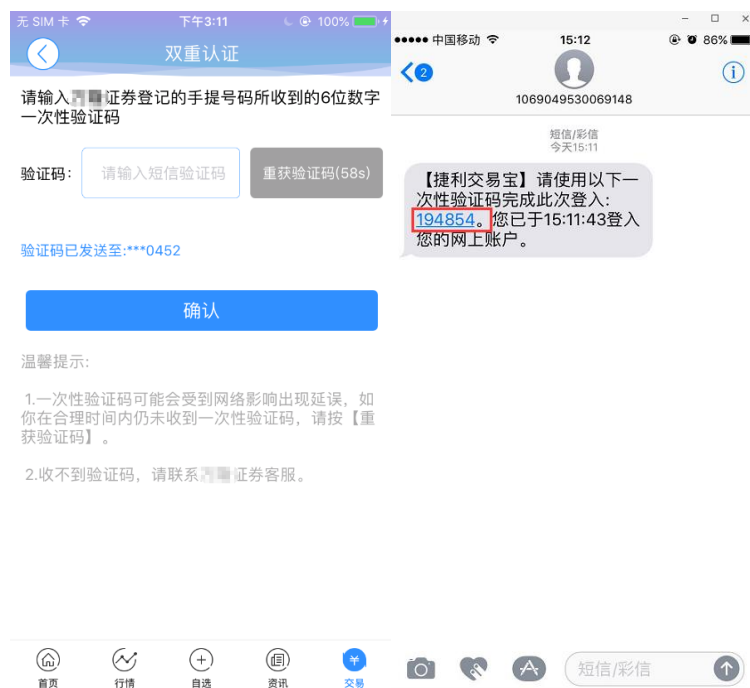 无 SIM 卡
下午3:11
100%
双重认证
请输入 证券登记的手提号码所收到的6位数字
一次性验证码
验证码:
请输入短信验证码
重获验证码(58s)
验证码已发送至:***0452
确认
温馨提示:
1.一次性验证码可能会受到网络影响出现延误，如
你在合理时间内仍未收到一次性验证码，请按【重
获验证码】。
2.收不到验证码，请联系 证券客服。
首页
行情
自选
资讯
交易
中国移动
15:12
86%
2
1069049530069148
短信/彩信
今天15:11
【捷利交易宝】请使用以下一
次性验证码完成此次登入:
194854。您已于15:11:43登入
您的网上账户。
短信/彩信